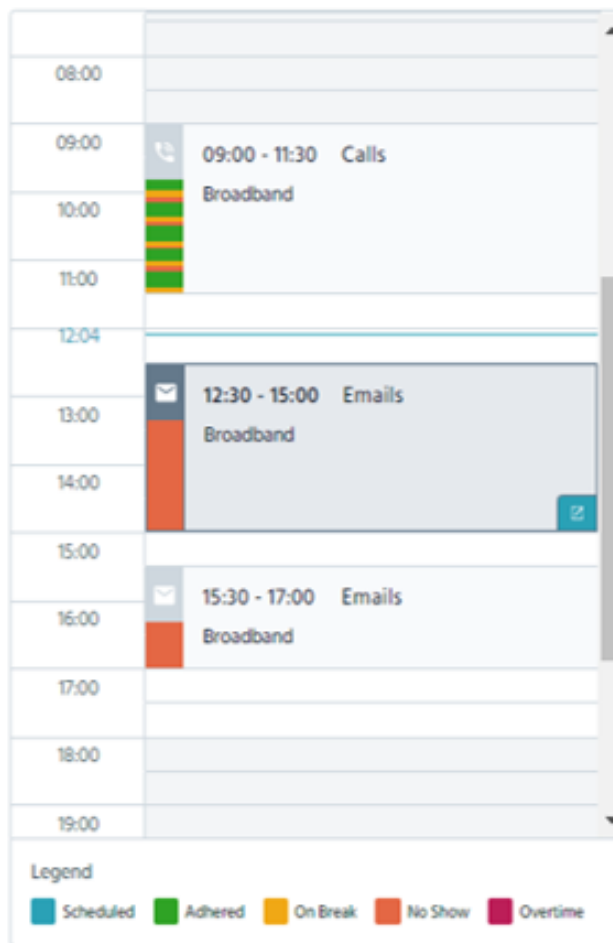 08:00
09:00
09:00 - 11:30 Calls
Broadband
10:00
11:00
12:04
12:30 - 15:00 Emails
13:00
Broadband
14:00
15:00
15:30 - 17:00 Emails
16:00
Broadband
17:00
18:00
19:00
Legend
Scheduled Adhered On Break No Show Overtime